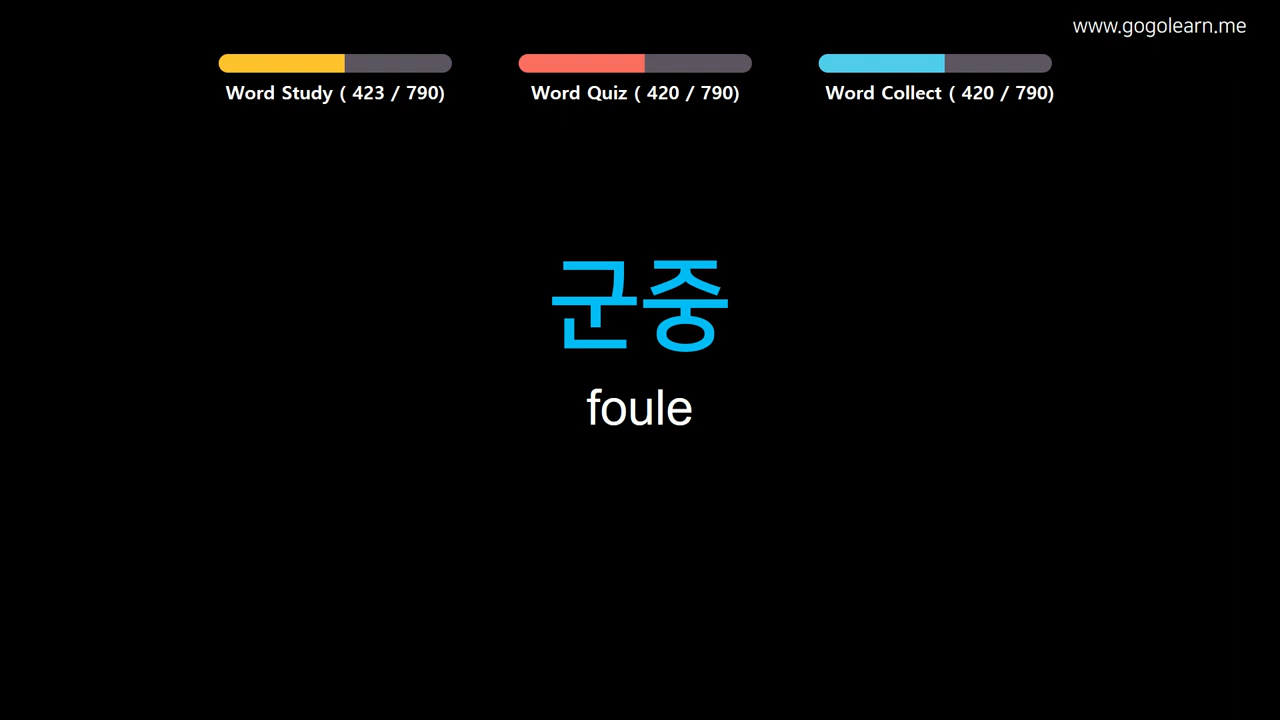 www.gogolearn.me
Word Study ( 423 / 790)
Word Quiz ( 420 / 790)
Word Collect ( 420 / 790)
군중
foule